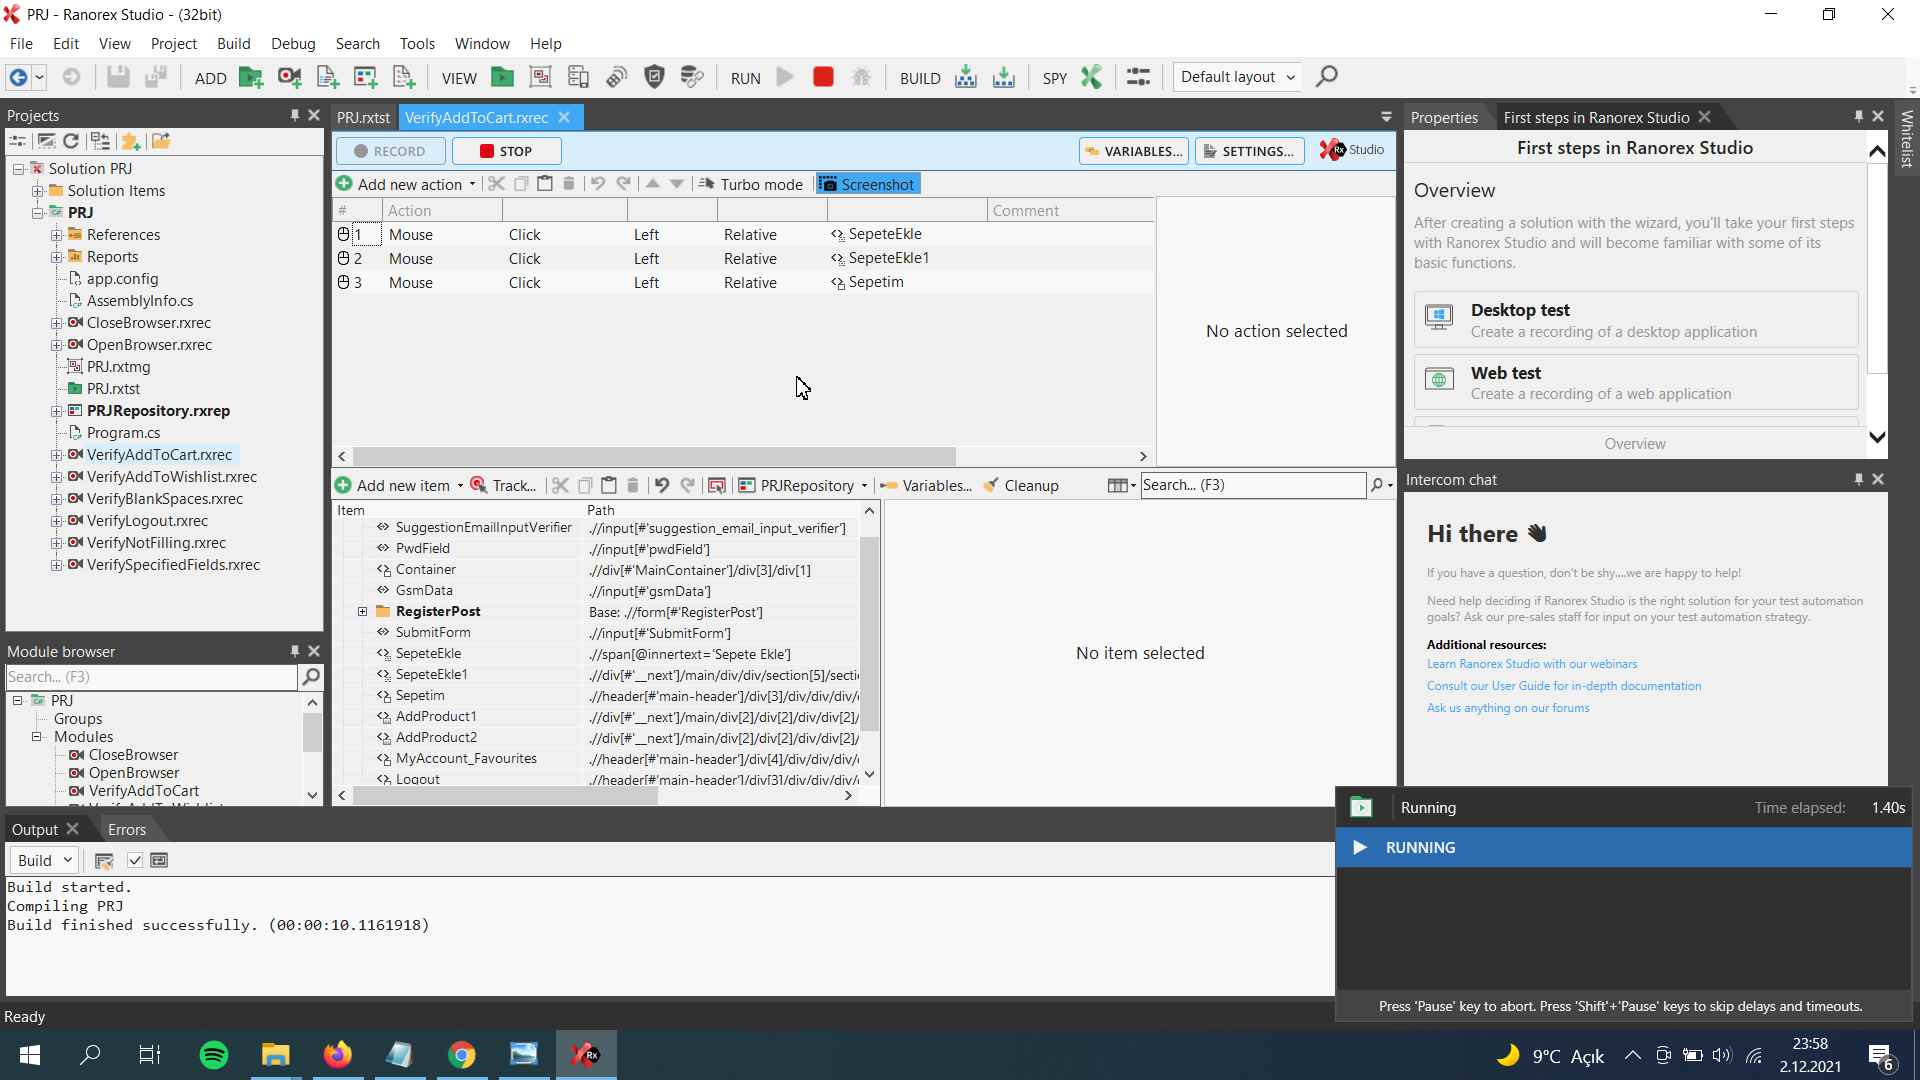 PRJ - Ranorex Studio - (32bit)
File Edit View Project Build Debug Search Tools Window Help
ADD VIEW RUN BUILD SPY Default layout
Projects
Solution PRJ
Solution Items
PRJ
References
Reports
app.config
AssemblyInfo.cs
CloseBrowser.rxrec
OpenBrowser.rxrec
PRJ.rxtmg
PRJ.rxtst
PRJRepository.rxrep
Program.cs
VerifyAddToCart.rxrec
VerifyAddToWishlist.rxrec
VerifyBlankSpaces.rxrec
VerifyLogout.rxrec
VerifyNotFilling.rxrec
VerifySpecifiedFields.rxrec
Module browser
Search... (F3)
PRJ
Groups
Modules
CloseBrowser
OpenBrowser
VerifyAddToCart
PRJ.rxtst VerifyAddToCart.rxrec
RECORD STOP VARIABLES... SETTINGS... Rx Studio
Add new action Turbo mode Screenshot
# Action Comment
1 Mouse Click Left Relative SepeteEkle
2 Mouse Click Left Relative SepeteEkle1
3 Mouse Click Left Relative Sepetim
No action selected
Add new item Track... PRJRepository Variables... Cleanup Search... (F3)
Item Path
SuggestionEmailInputVerifier .//input[#'suggestion_email_input_verifier']
PwdField .//input[#'pwdField']
Container .//div[#'MainContainer']/div[3]/div[1]
GsmData .//input[#'gsmData']
RegisterPost Base: .//form[#'RegisterPost']
SubmitForm .//input[#'SubmitForm']
SepeteEkle .//span[@innertext='Sepete Ekle']
SepeteEkle1 .//div[#'__next']/main/div/div/section[5]/secti
Sepetim .//header[#'main-header']/div[3]/div/div/div/
AddProduct1 .//div[#'__next']/main/div[2]/div[2]/div/div[2]/
AddProduct2 .//div[#'__next']/main/div[2]/div[2]/div/div[2]/
MyAccount_Favourites .//header[#'main-header']/div[4]/div/div/div/
Logout .//header[#'main-header']/div[3]/div/div/div/
No item selected
Properties First steps in Ranorex Studio
Whitelist
First steps in Ranorex Studio
Overview
After creating a solution with the wizard, you'll take your first steps
with Ranorex Studio and will become familiar with some of its
basic functions.
Desktop test
Create a recording of a desktop application
Web test
Create a recording of a web application
Overview
Intercom chat
Hi there
If you have a question, don't be shy....we are happy to help!
Need help deciding if Ranorex Studio is the right solution for your test automation
goals? Ask our pre-sales staff for input on your test automation strategy.
Additional resources:
Learn Ranorex Studio with our webinars
Consult our User Guide for in-depth documentation
Ask us anything on our forums
Output Errors
Build
Build started.
Compiling PRJ
Build finished successfully. (00:00:10.1161918)
Running Time elapsed: 1.40s
RUNNING
Press 'Pause' key to abort. Press 'Shift'+'Pause' keys to skip delays and timeouts.
Ready
Rx
9°C Açık
23:58
2.12.2021
6